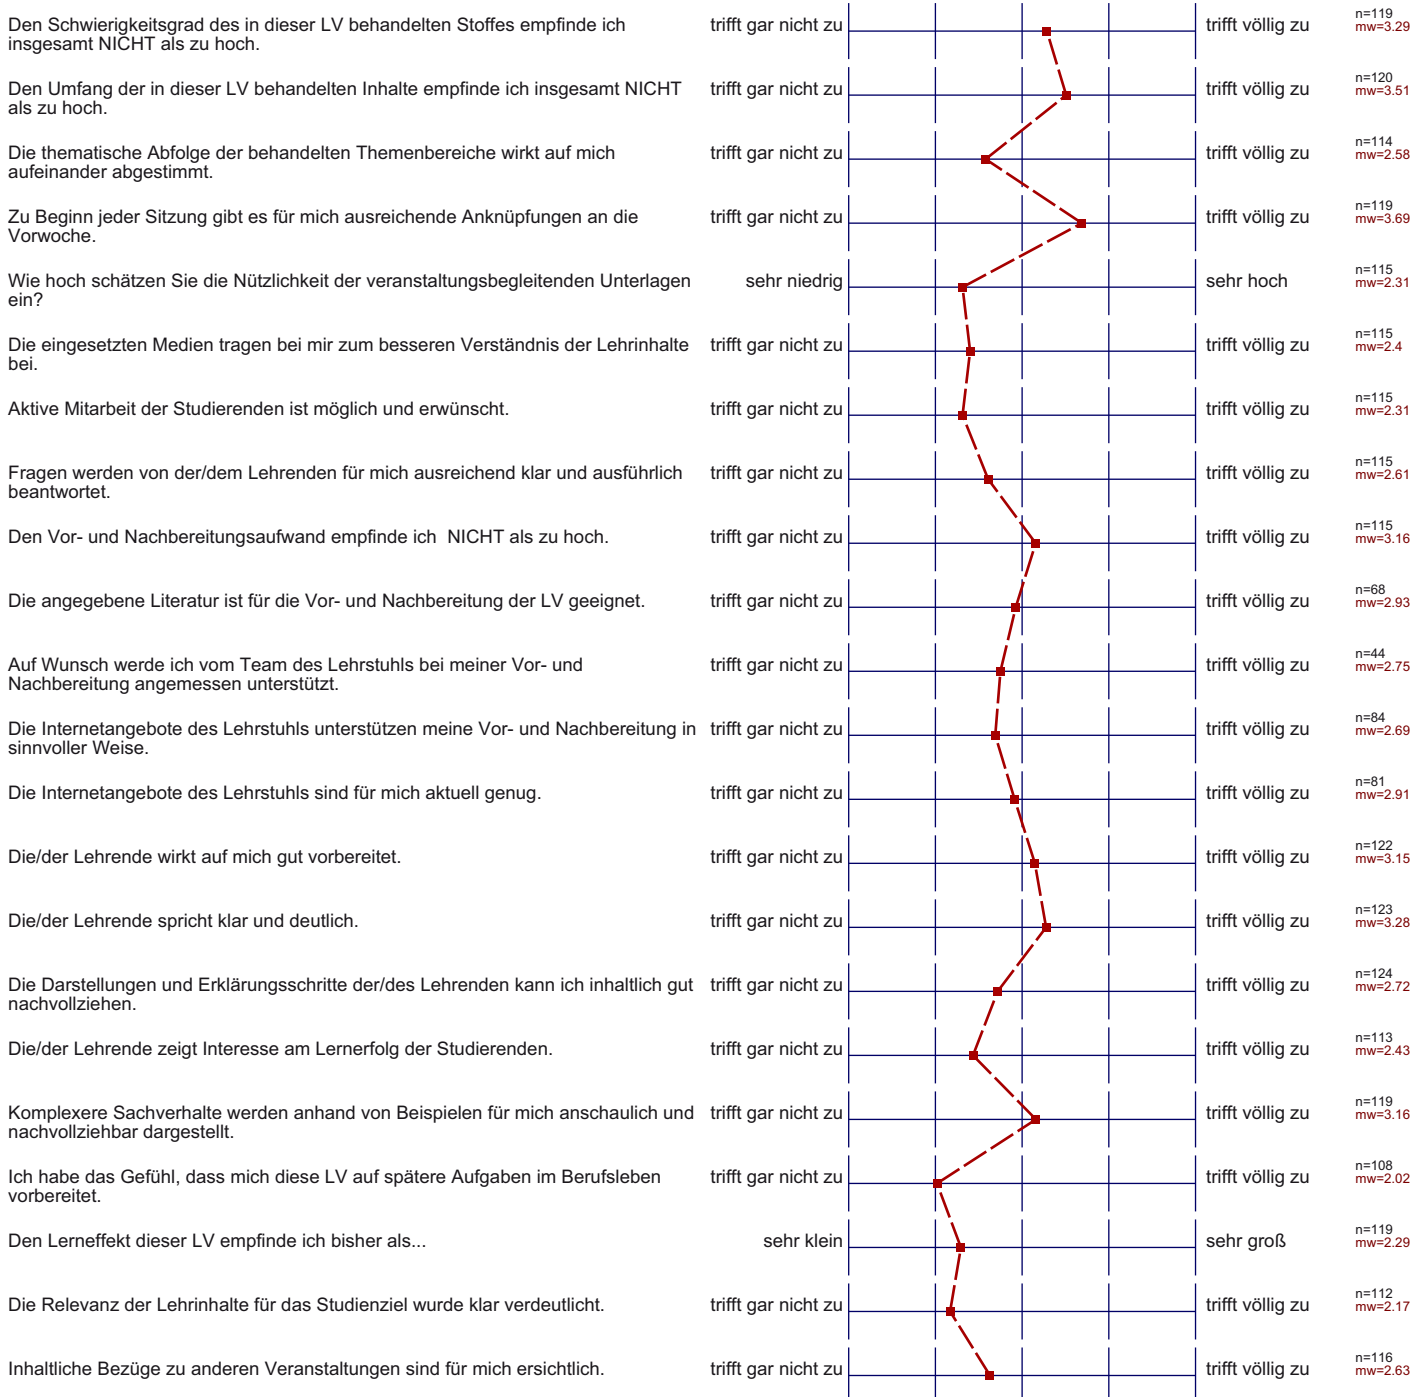 Den Schwierigkeitsgrad des in dieser LV behandelten Stoffes empfinde ich
insgesamt NICHT als zu hoch.
trifft gar nicht zu
trifft völlig zu
n=119
mw=3.29
Den Umfang der in dieser LV behandelten Inhalte empfinde ich insgesamt NICHT
als zu hoch.
trifft gar nicht zu
trifft völlig zu
n=120
mw=3.51
Die thematische Abfolge der behandelten Themenbereiche wirkt auf mich
aufeinander abgestimmt.
trifft gar nicht zu
trifft völlig zu
n=114
mw=2.58
Zu Beginn jeder Sitzung gibt es für mich ausreichende Anknüpfungen an die
Vorwoche.
trifft gar nicht zu
trifft völlig zu
n=119
mw=3.69
Wie hoch schätzen Sie die Nützlichkeit der veranstaltungsbegleitenden Unterlagen
ein?
sehr niedrig
sehr hoch
n=115
mw=2.31
Die eingesetzten Medien tragen bei mir zum besseren Verständnis der Lehrinhalte
bei.
trifft gar nicht zu
trifft völlig zu
n=115
mw=2.4
Aktive Mitarbeit der Studierenden ist möglich und erwünscht.
trifft gar nicht zu
trifft völlig zu
n=115
mw=2.31
Fragen werden von der/dem Lehrenden für mich ausreichend klar und ausführlich
beantwortet.
trifft gar nicht zu
trifft völlig zu
n=115
mw=2.61
Den Vor- und Nachbereitungsaufwand empfinde ich  NICHT als zu hoch.
trifft gar nicht zu
trifft völlig zu
n=115
mw=3.16
Die angegebene Literatur ist für die Vor- und Nachbereitung der LV geeignet.
trifft gar nicht zu
trifft völlig zu
n=68
mw=2.93
Auf Wunsch werde ich vom Team des Lehrstuhls bei meiner Vor- und
Nachbereitung angemessen unterstützt.
trifft gar nicht zu
trifft völlig zu
n=44
mw=2.75
Die Internetangebote des Lehrstuhls unterstützen meine Vor- und Nachbereitung in
sinnvoller Weise.
trifft gar nicht zu
trifft völlig zu
n=84
mw=2.69
Die Internetangebote des Lehrstuhls sind für mich aktuell genug.
trifft gar nicht zu
trifft völlig zu
n=81
mw=2.91
Die/der Lehrende wirkt auf mich gut vorbereitet.
trifft gar nicht zu
trifft völlig zu
n=122
mw=3.15
Die/der Lehrende spricht klar und deutlich.
trifft gar nicht zu
trifft völlig zu
n=123
mw=3.28
Die Darstellungen und Erklärungsschritte der/des Lehrenden kann ich inhaltlich gut
nachvollziehen.
trifft gar nicht zu
trifft völlig zu
n=124
mw=2.72
Die/der Lehrende zeigt Interesse am Lernerfolg der Studierenden.
trifft gar nicht zu
trifft völlig zu
n=113
mw=2.43
Komplexere Sachverhalte werden anhand von Beispielen für mich anschaulich und
nachvollziehbar dargestellt.
trifft gar nicht zu
trifft völlig zu
n=119
mw=3.16
Ich habe das Gefühl, dass mich diese LV auf spätere Aufgaben im Berufsleben
vorbereitet.
trifft gar nicht zu
trifft völlig zu
n=108
mw=2.02
Den Lerneffekt dieser LV empfinde ich bisher als...
sehr klein
sehr groß
n=119
mw=2.29
Die Relevanz der Lehrinhalte für das Studienziel wurde klar verdeutlicht.
trifft gar nicht zu
trifft völlig zu
n=112
mw=2.17
Inhaltliche Bezüge zu anderen Veranstaltungen sind für mich ersichtlich.
trifft gar nicht zu
trifft völlig zu
n=116
mw=2.63